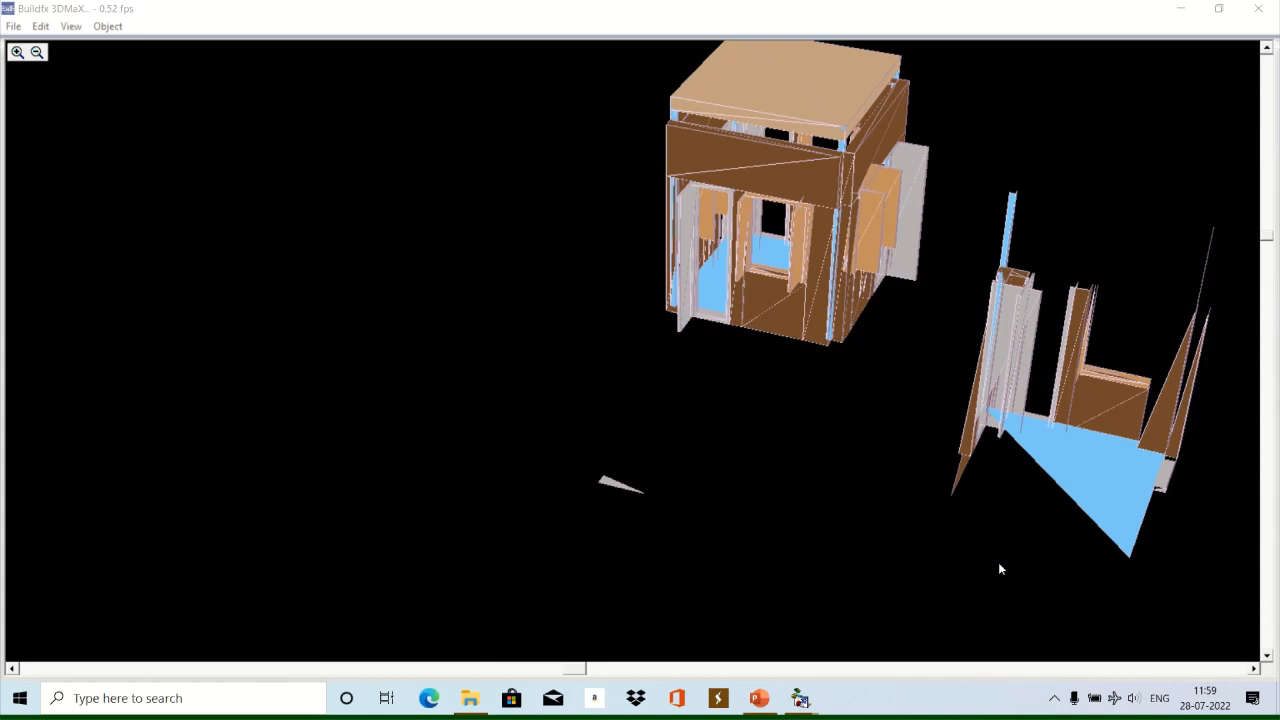 Buildfx 3DMaX... - 0.52 fps
File Edit View Object
Type here to search
a
ENG
11:59
28-07-2022